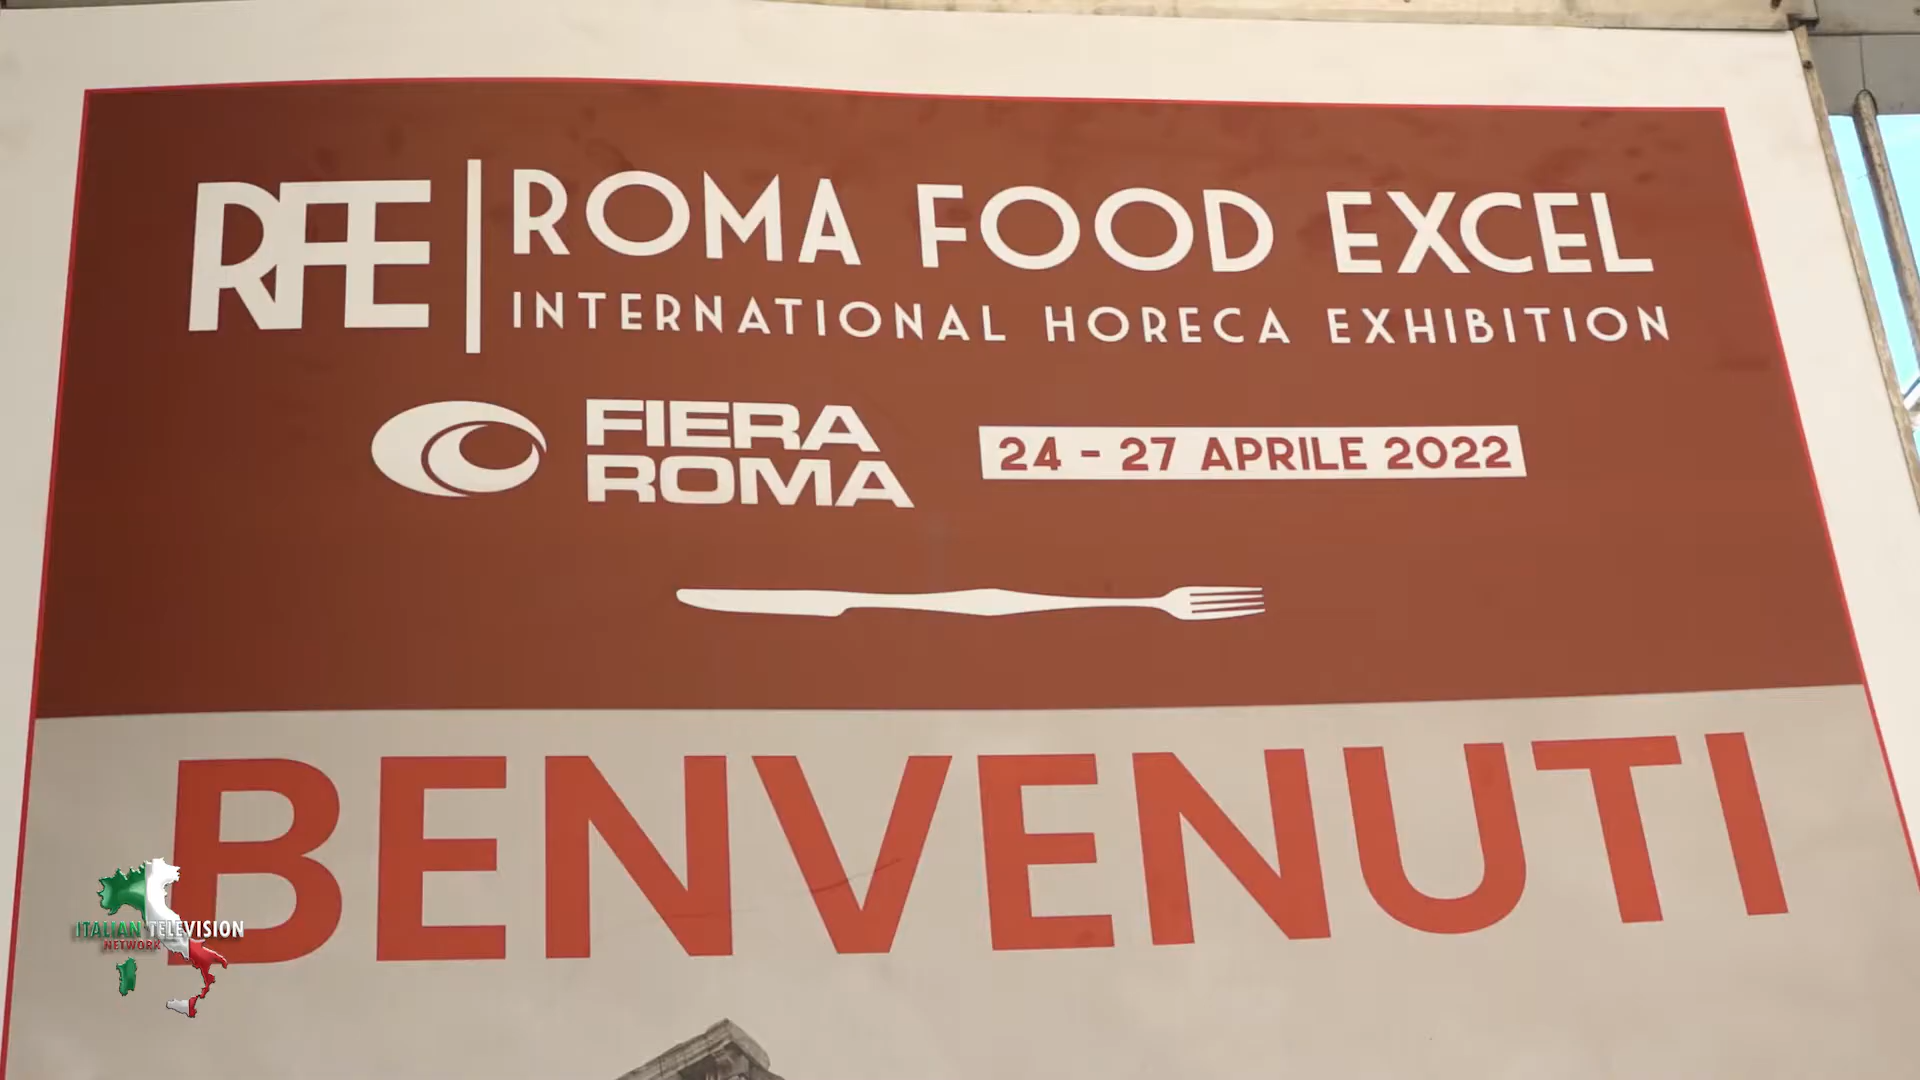 RFE
ROMA FOOD EXCEL
INTERNATIONAL HORECA EXHIBITION
FIERA
ROMA
24 - 27 APRILE 2022
BENVENUTI
ITALIAN TELEVISION
NETWORK